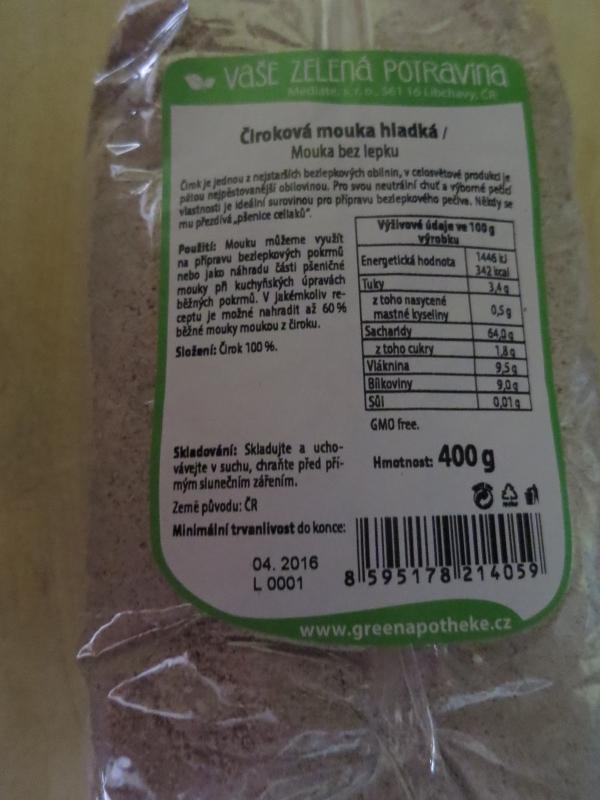 VAŠE ZELENÁ POTRAVINA
Mediate, s. r. o., 561 16 Libchavy, ČR
Čiroková mouka hladká /
Mouka bez lepku
Čirok je jednou z nejstarších bezlepkových obilnin, v celosvětové produkci je
pátou nejpěstovanější obilovinou. Pro svou neutrální chuť a výborné pečící
vlastnosti je ideální surovinou pro přípravu bezlepkového pečiva. Někdy se
mu přezdívá „pšenice celiaků“.
Použití: Mouku můžeme využít
na přípravu bezlepkových pokrmů
nebo jako náhradu části pšeničné
mouky při kuchyňských úpravách
běžných pokrmů. V jakémkoliv re-
ceptu je možné nahradit až 60 %
běžné mouky moukou z čiroku.
Složení: Čirok 100 %.
Výživové údaje ve 100 g
výrobku
Energetická hodnota 1446 kJ
342 kcal
Tuky 3,4 g
z toho nasycené
mastné kyseliny 0,5 g
Sacharidy 64,0 g
z toho cukry 1,8 g
Vláknina 9,5 g
Bílkoviny 9,0 g
Sůl 0,01 g
GMO free.
Skladování: Skladujte a ucho-
vávejte v suchu, chraňte před pří-
mým slunečním zářením.
Hmotnost: 400 g
Země původu: ČR
Minimální trvanlivost do konce:
04. 2016
L 0001
8 595178 214059
www.greenapotheke.cz